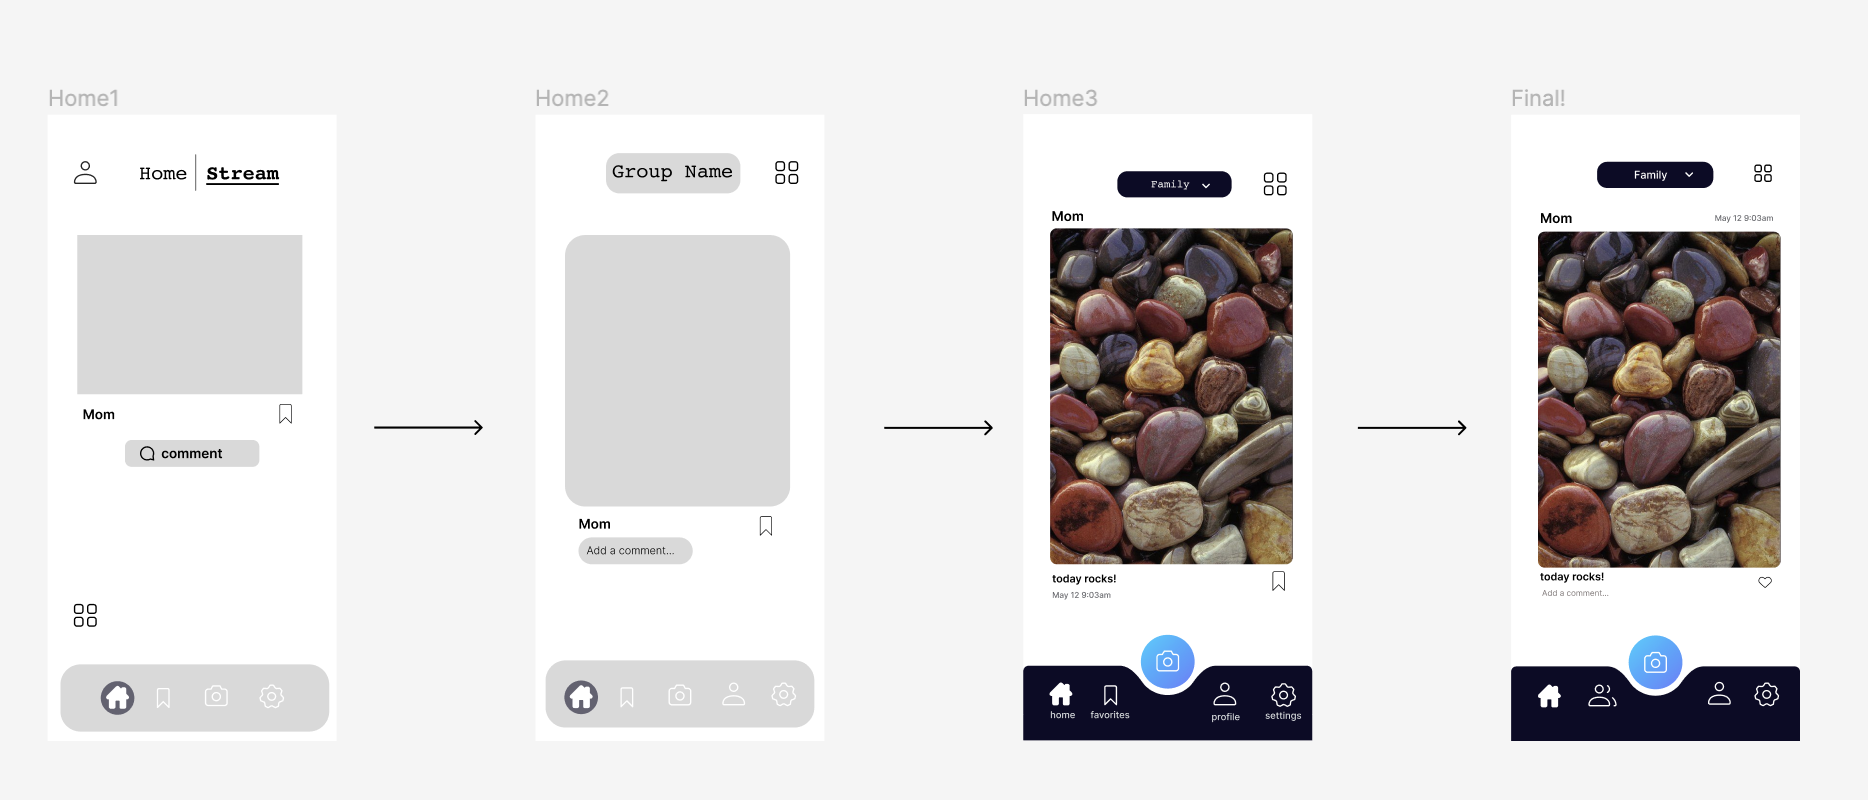 Home1
Home Stream
Mom
comment
Home2
Group Name
Mom
Add a comment...
Home3
Family
Mom
today rocks!
May 12 9:03am
home favorites profile settings
Final!
Family
Mom May 12 9:03am
today rocks!
Add a comment...